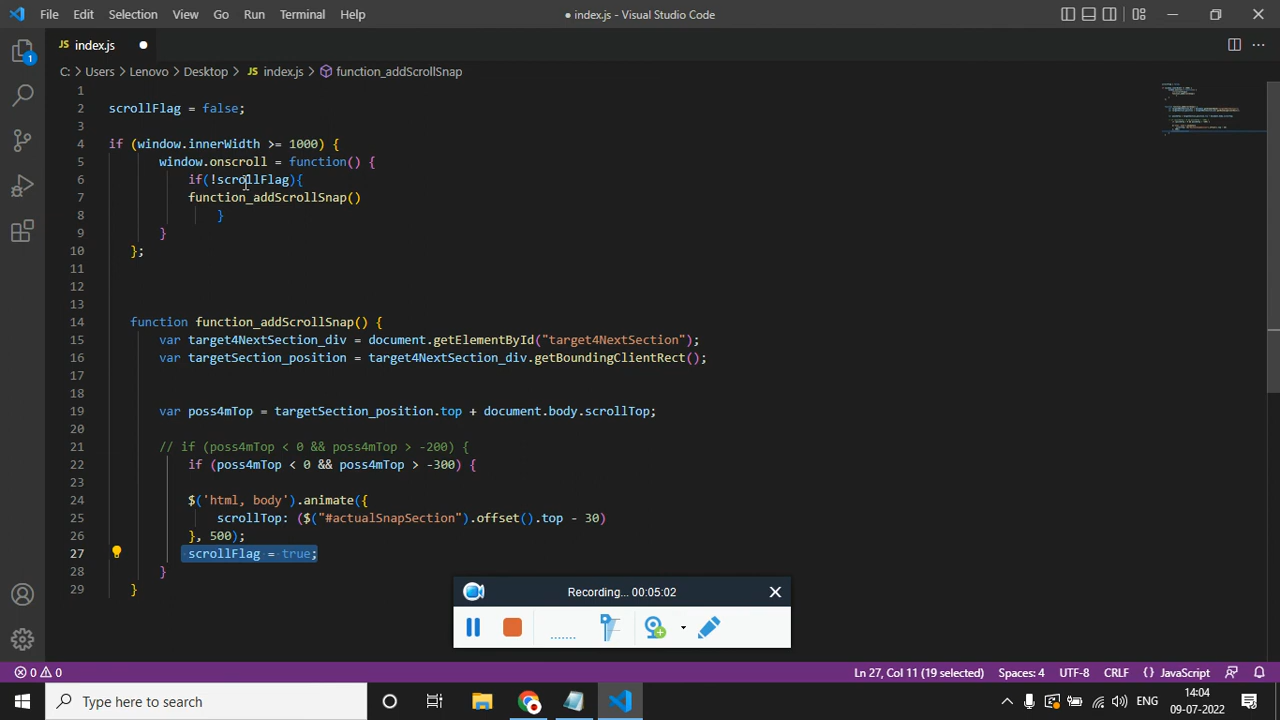 File Edit Selection View Go Run Terminal Help
● index.js - Visual Studio Code
JS index.js
C: > Users > Lenovo > Desktop > JS index.js > function_addScrollSnap
1
2 scrollFlag = false;
3
4 if (window.innerWidth >= 1000) {
5 window.onscroll = function() {
6 if(!scrollFlag){
7 function_addScrollSnap()
8 }
9 }
10 };
11
12
13
14 function function_addScrollSnap() {
15 var target4NextSection_div = document.getElementById("target4NextSection");
16 var targetSection_position = target4NextSection_div.getBoundingClientRect();
17
18
19 var poss4mTop = targetSection_position.top + document.body.scrollTop;
20
21 // if (poss4mTop < 0 && poss4mTop > -200) {
22 if (poss4mTop < 0 && poss4mTop > -300) {
23
24 $('html, body').animate({
25 scrollTop: ($("#actualSnapSection").offset().top - 30)
26 }, 500);
27 scrollFlag = true;
28 }
29 }
1
Recording... 00:05:02
0 0
Ln 27, Col 11 (19 selected) Spaces: 4 UTF-8 CRLF {} JavaScript
Type here to search
ENG
14:04
09-07-2022